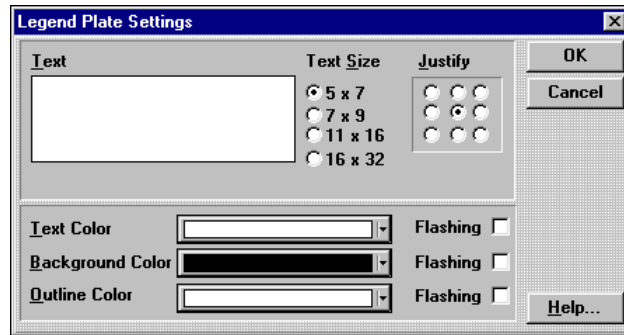 Legend Plate Settings
Text
Text Size
Justify
OK
Cancel
5 x 7
7 x 9
11 x 16
16 x 32
Text Color
Flashing
Background Color
Flashing
Outline Color
Flashing
Help...